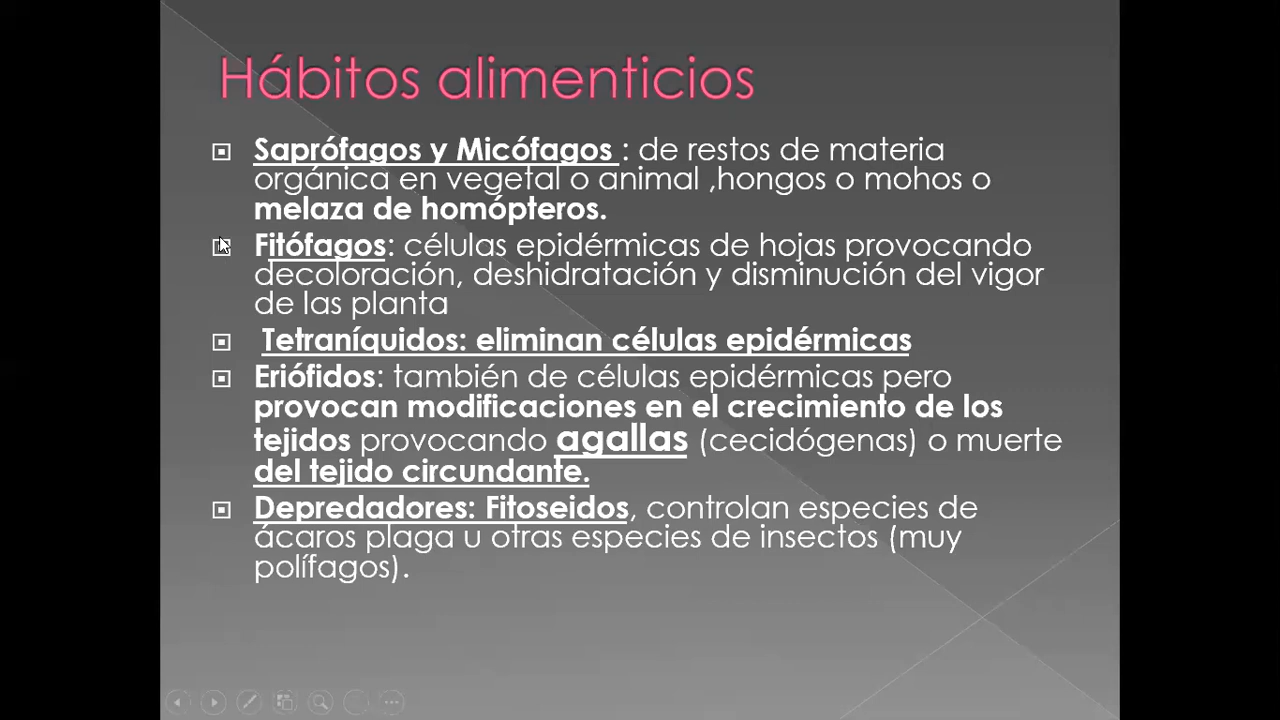 Hábitos alimenticios
Saprófagos y Micófagos : de restos de materia
orgánica en vegetal o animal ,hongos o mohos o
melaza de homópteros.
Fitófagos: células epidérmicas de hojas provocando
decoloración, deshidratación y disminución del vigor
de las planta
Tetraníquidos: eliminan células epidérmicas
Eriófidos: también de células epidérmicas pero
provocan modificaciones en el crecimiento de los
tejidos provocando agallas (cecidógenas) o muerte
del tejido circundante.
Depredadores: Fitoseidos, controlan especies de
ácaros plaga u otras especies de insectos (muy
polífagos).